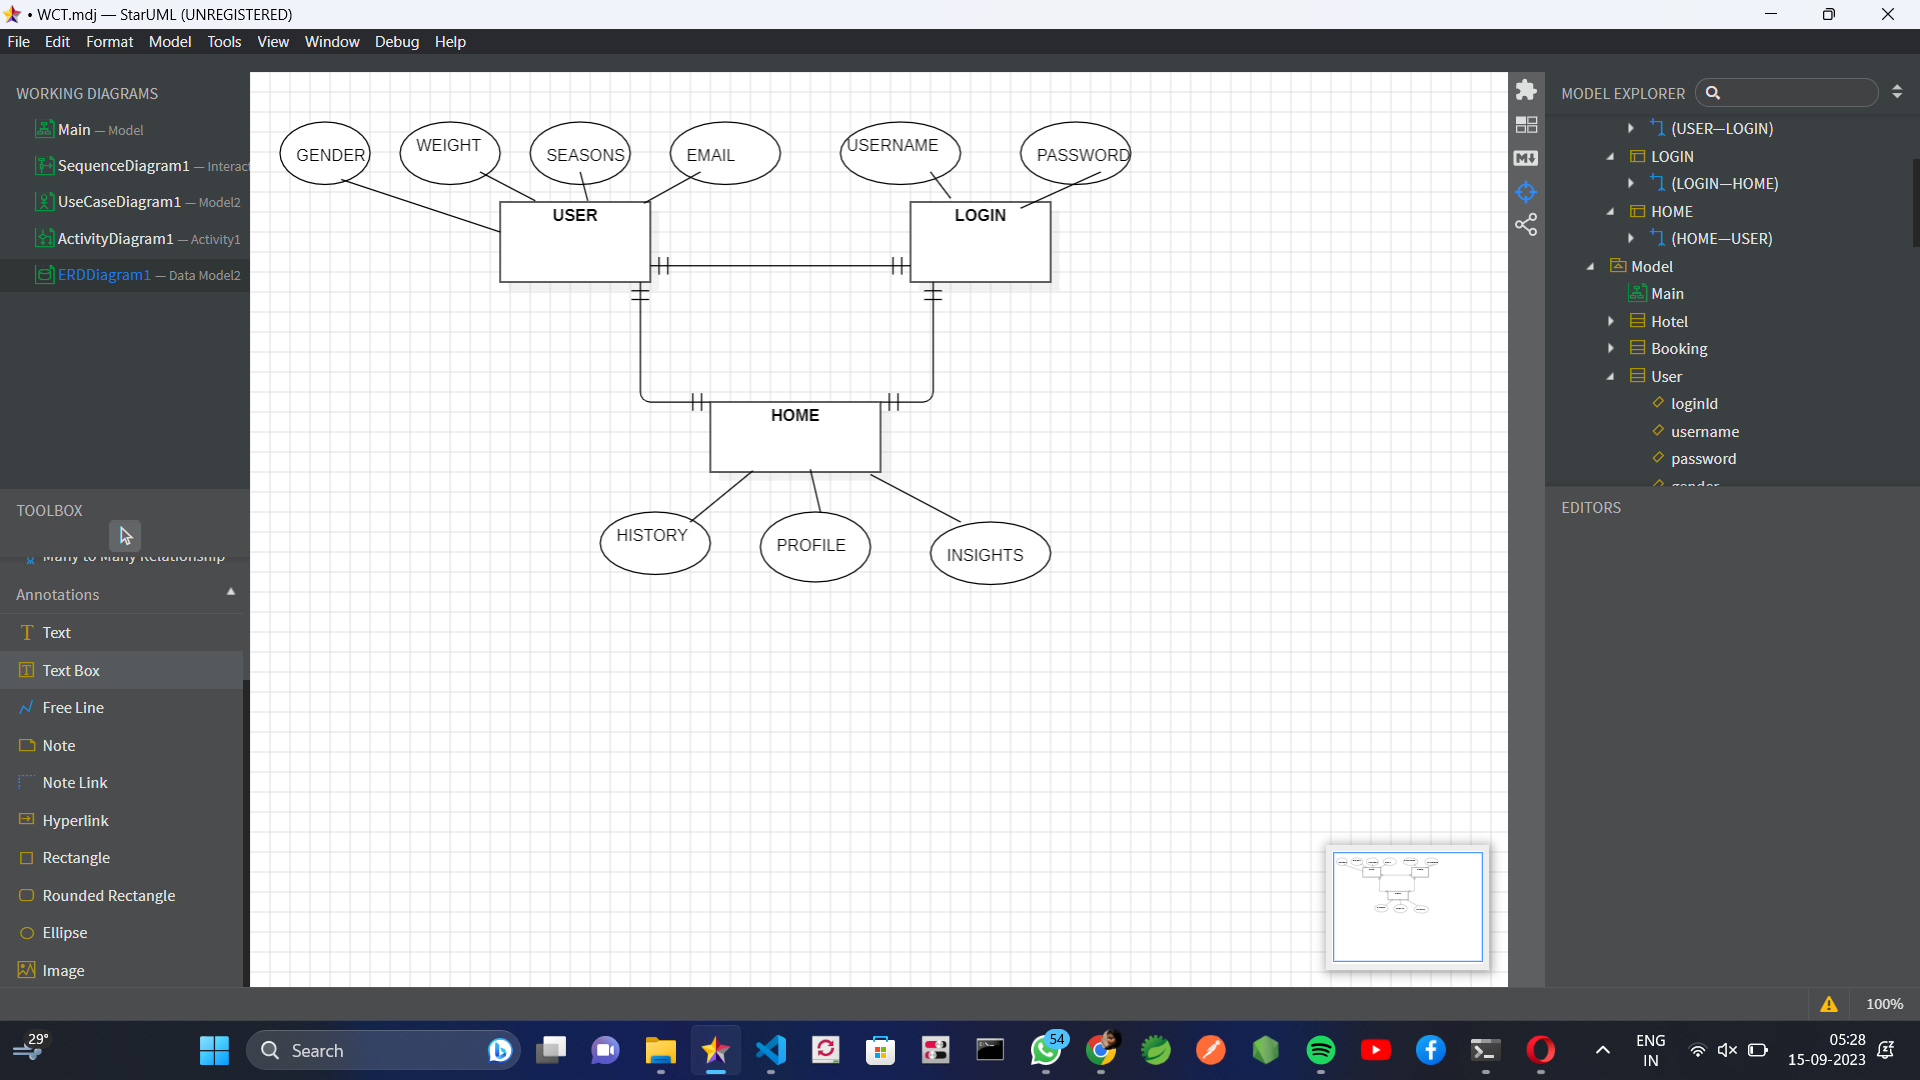 • WCT.mdj — StarUML (UNREGISTERED)
File Edit Format Model Tools View Window Debug Help
WORKING DIAGRAMS
Main — Model
SequenceDiagram1 — Interact
UseCaseDiagram1 — Model2
ActivityDiagram1 — Activity1
ERDDiagram1 — Data Model2
TOOLBOX
Many to Many Relationship
Annotations
Text
Text Box
Free Line
Note
Note Link
Hyperlink
Rectangle
Rounded Rectangle
Ellipse
Image
GENDER WEIGHT SEASONS EMAIL USERNAME PASSWORD
USER LOGIN
HOME
HISTORY PROFILE INSIGHTS
MODEL EXPLORER
(USER—LOGIN)
LOGIN
(LOGIN—HOME)
HOME
(HOME—USER)
Model
Main
Hotel
Booking
User
loginId
username
password
gender
EDITORS
100%
29°
Search
54
ENG
IN
05:28
15-09-2023